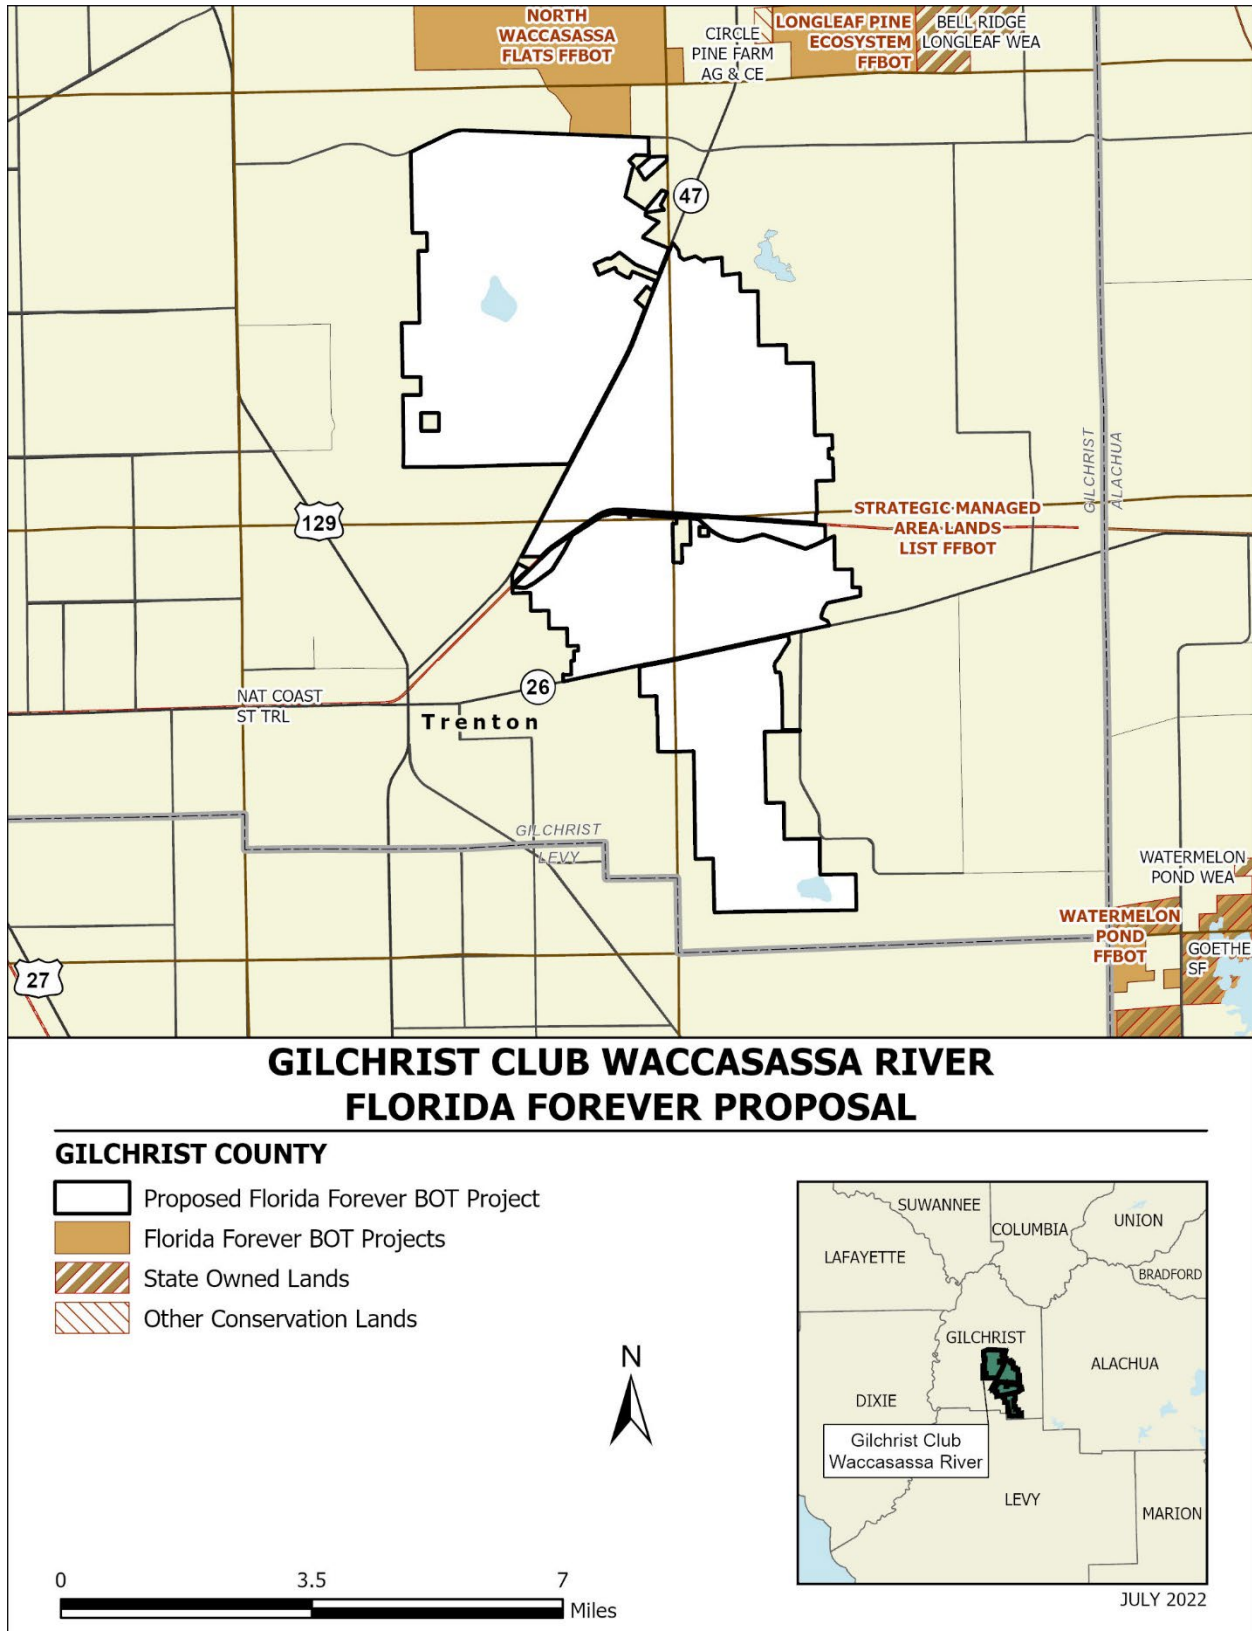 NORTH
WACCASASSA
FLATS FFBOT
CIRCLE
PINE FARM
AG & CE
LONGLEAF PINE
ECOSYSTEM
FFBOT
BELL RIDGE
LONGLEAF WEA
47
GILCHRIST
ALACHUA
STRATEGIC MANAGED
AREA LANDS
LIST FFBOT
129
NAT COAST
ST TRL
26
Trenton
GILCHRIST
LEVY
WATERMELON
POND WEA
WATERMELON
POND
FFBOT
GOETHE
SF
27
GILCHRIST CLUB WACCASASSA RIVER
FLORIDA FOREVER PROPOSAL
GILCHRIST COUNTY
Proposed Florida Forever BOT Project
Florida Forever BOT Projects
State Owned Lands
Other Conservation Lands
N
0 3.5 7
Miles
SUWANNEE
COLUMBIA
UNION
LAFAYETTE
BRADFORD
GILCHRIST
ALACHUA
DIXIE
Gilchrist Club
Waccasassa River
LEVY
MARION
JULY 2022